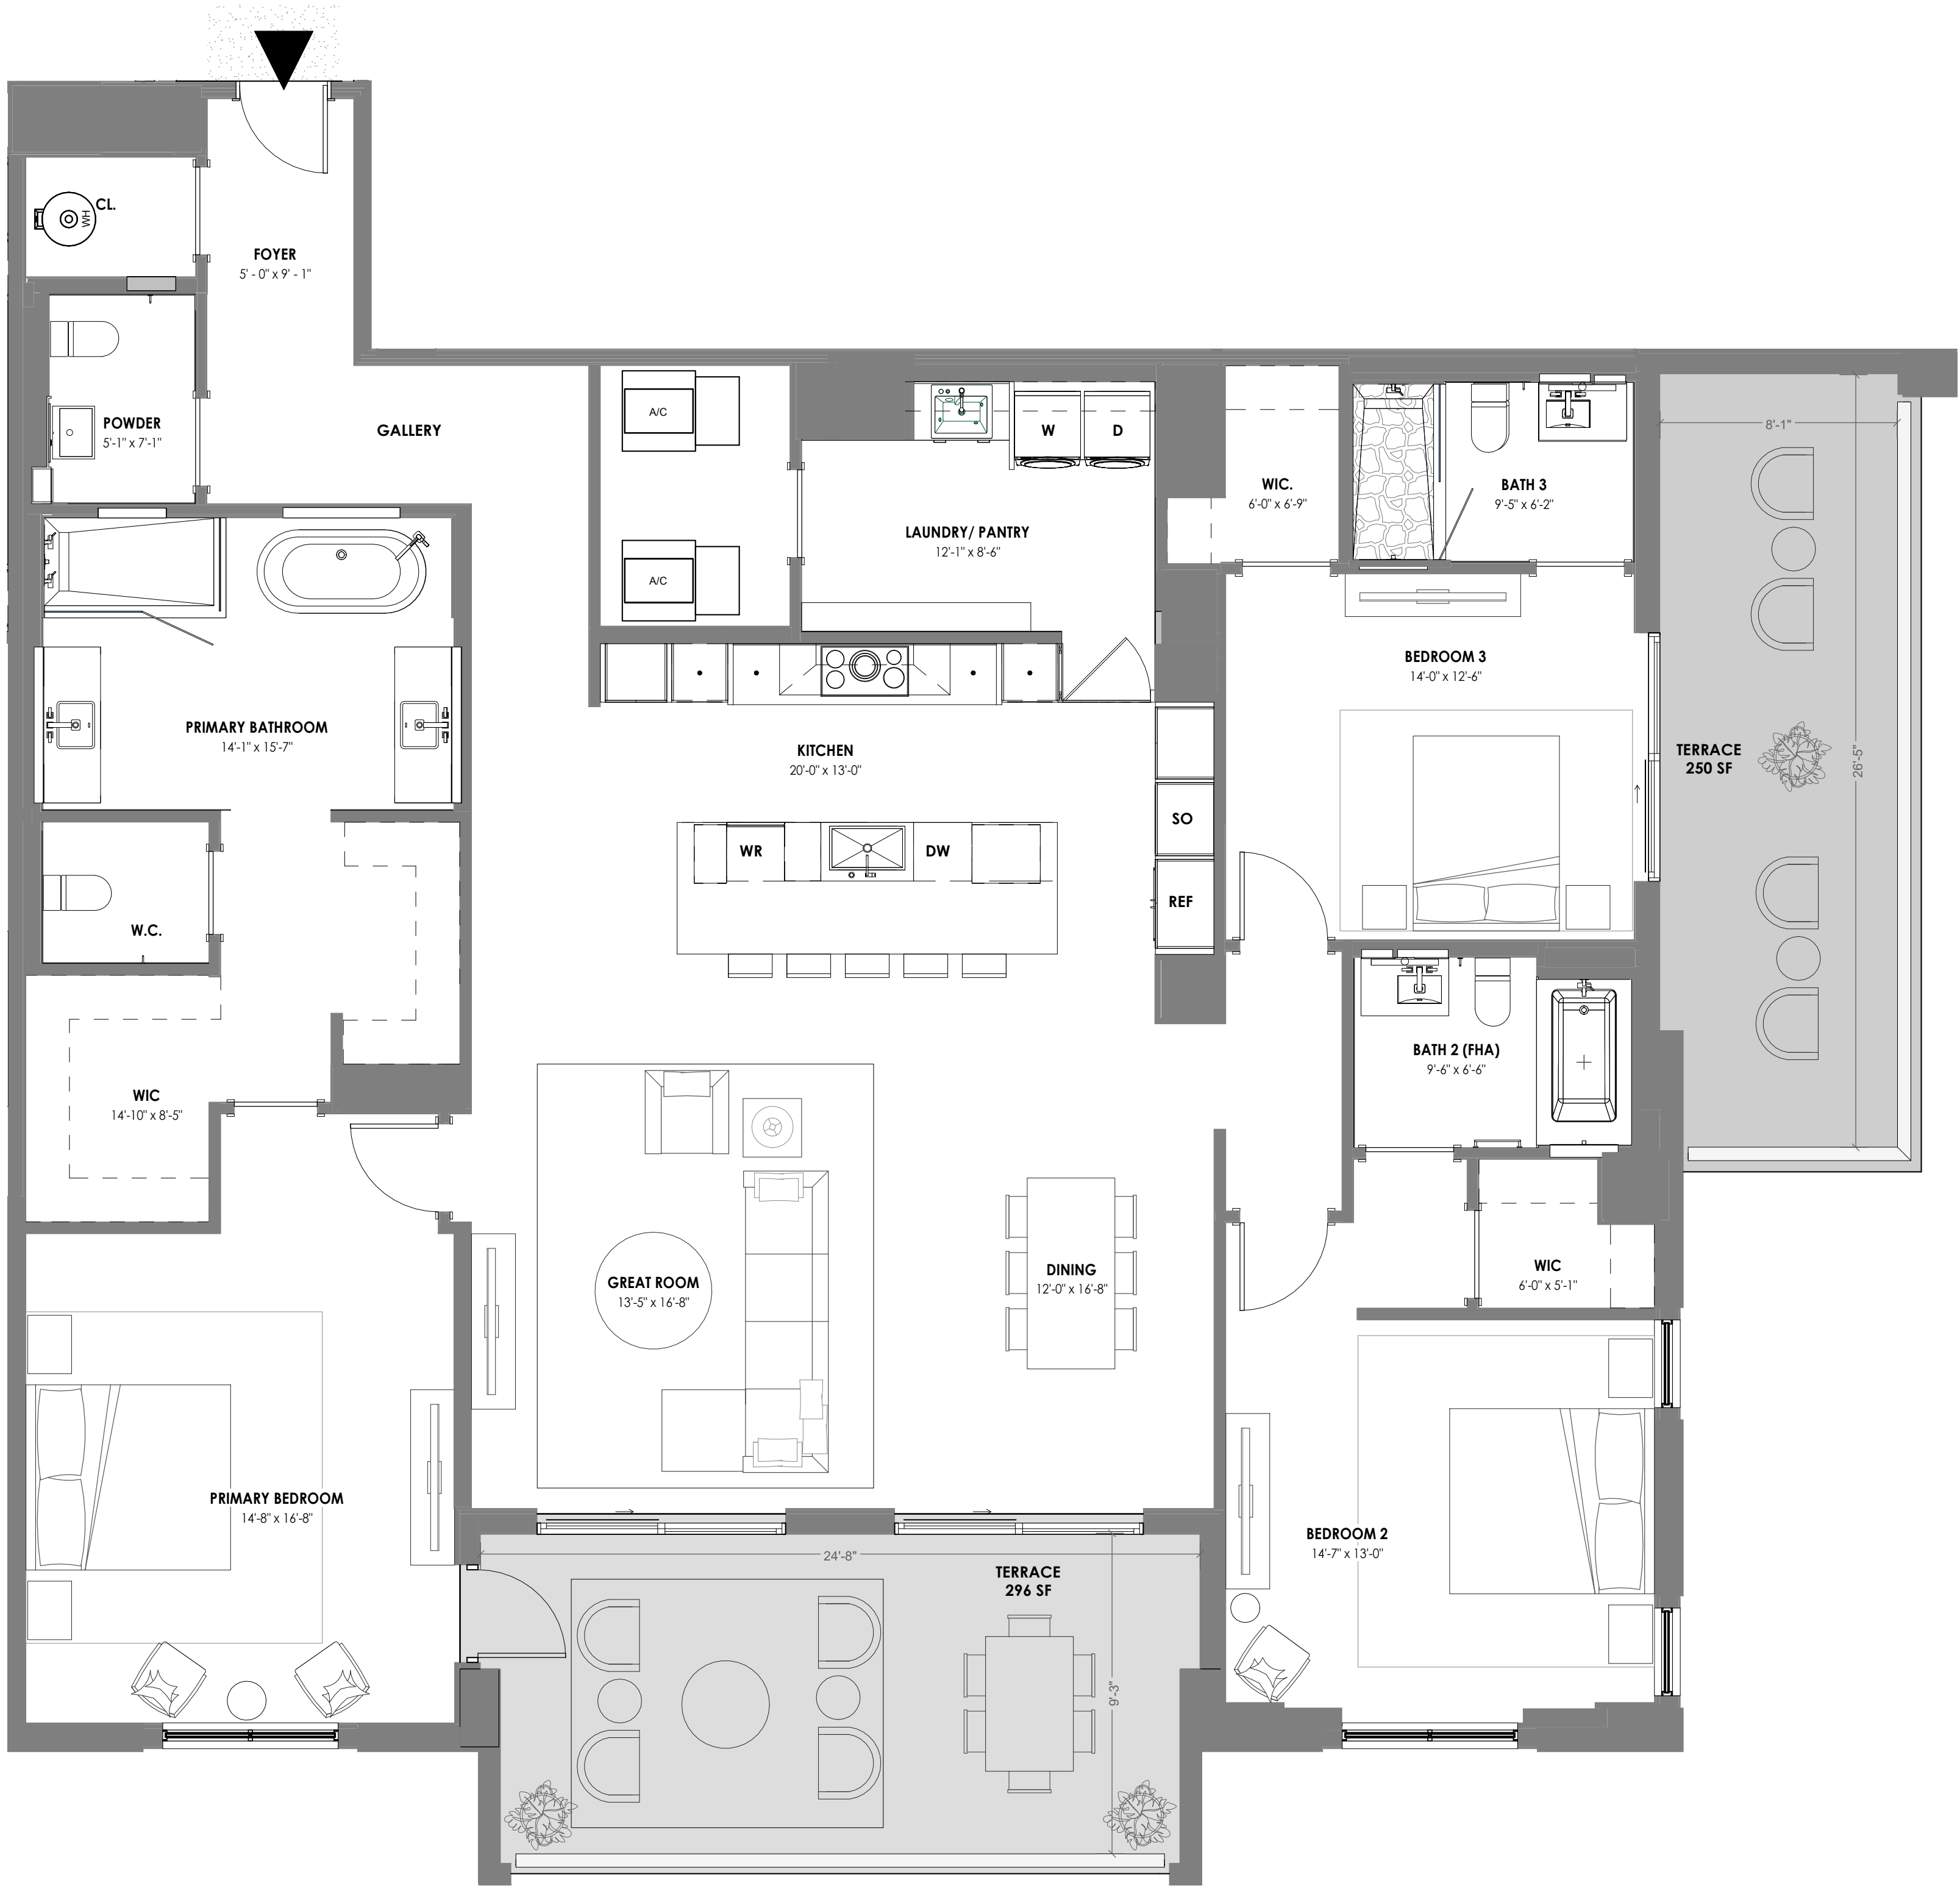 WH
CL.
FOYER
5' - 0" x 9' - 1"
POWDER
5'-1" x 7'-1"
GALLERY
A/C
A/C
W
D
LAUNDRY/ PANTRY
12'-1" x 8'-6"
WIC.
6'-0" x 6'-9"
BATH 3
9'-5" x 6'-2"
8'-1"
BEDROOM 3
14'-0" x 12'-6"
TERRACE
250 SF
26'-5"
PRIMARY BATHROOM
14'-1" x 15'-7"
KITCHEN
20'-0" x 13'-0"
SO
WR
DW
REF
W.C.
WIC
14'-10" x 8'-5"
BATH 2 (FHA)
9'-6" x 6'-6"
WIC
6'-0" x 5'-1"
GREAT ROOM
13'-5" x 16'-8"
DINING
12'-0" x 16'-8"
PRIMARY BEDROOM
14'-8" x 16'-8"
BEDROOM 2
14'-7" x 13'-0"
24'-8"
TERRACE
296 SF
9'-3"